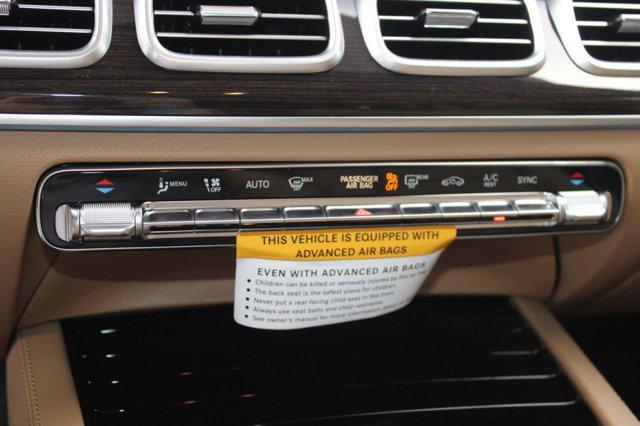 MENU
OFF
AUTO
MAX
PASSENGER
AIR BAG
OFF
REAR
A/C
REST
SYNC
THIS VEHICLE IS EQUIPPED WITH
ADVANCED AIR BAGS
EVEN WITH ADVANCED AIR BAGS
• Children can be killed or seriously injured by the air bag
• The back seat is the safest place for children
• Never put a rear-facing child seat in the front
• Always use seat belts and child restraints
• See owner's manual for more information about